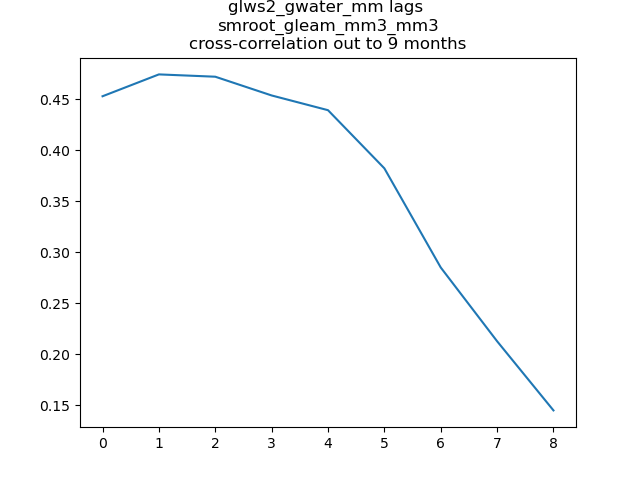 glws2_gwater_mm lags
smroot_gleam_mm3_mm3
cross-correlation out to 9 months
0.45
0.40
0.35
0.30
0.25
0.20
0.15
0 1 2 3 4 5 6 7 8